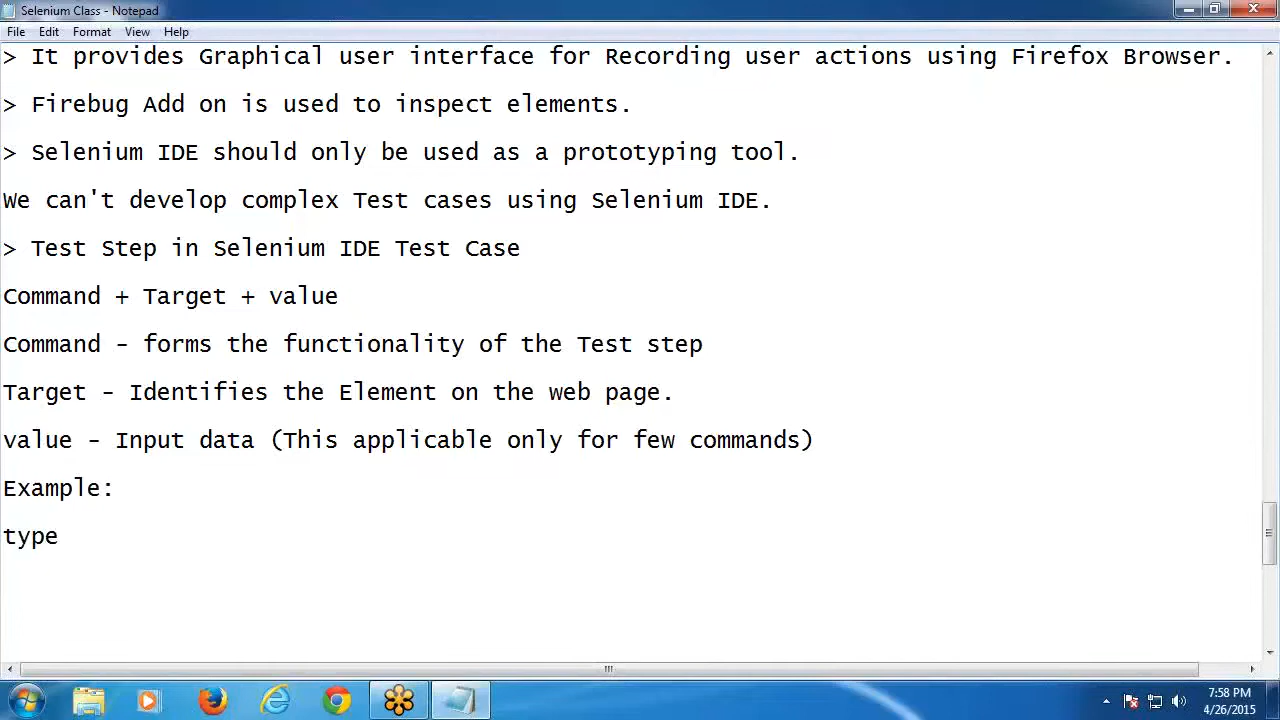 Selenium Class - Notepad
File Edit Format View Help
> It provides Graphical user interface for Recording user actions using Firefox Browser.
> Firebug Add on is used to inspect elements.
> Selenium IDE should only be used as a prototyping tool.
We can't develop complex Test cases using Selenium IDE.
> Test Step in Selenium IDE Test Case
Command + Target + value
Command - forms the functionality of the Test step
Target - Identifies the Element on the web page.
value - Input data (This applicable only for few commands)
Example:
type
7:58 PM
4/26/2015